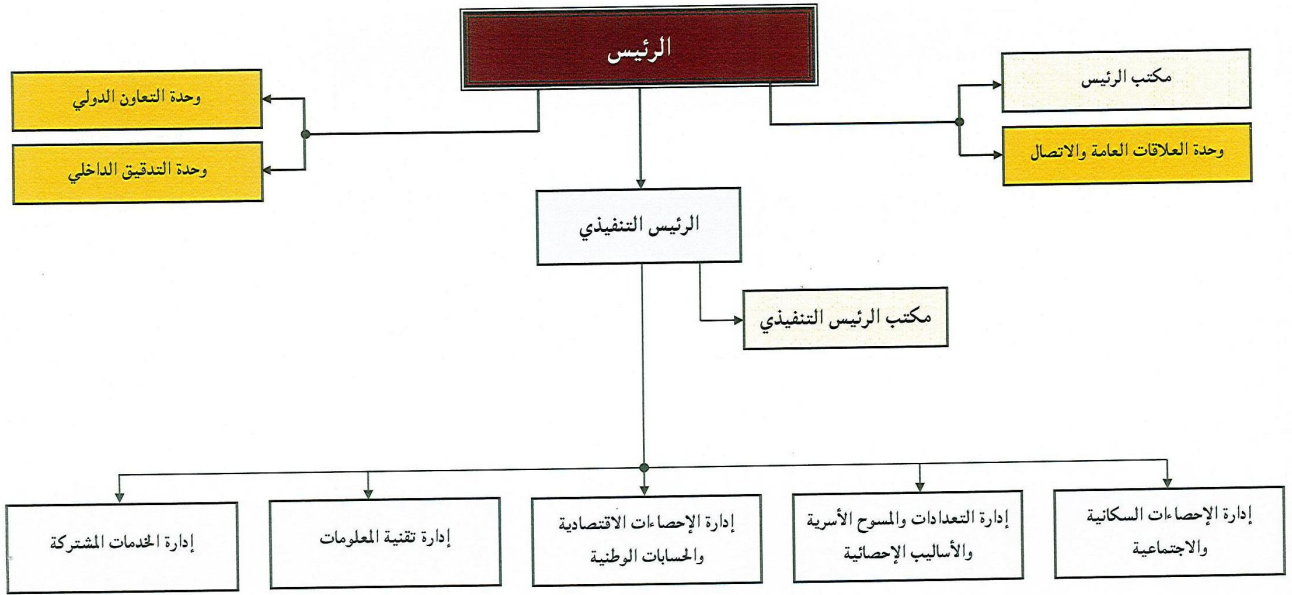 الرئيس
مكتب الرئيس
وحدة التعاون الدولي
وحدة العلاقات العامة والاتصال
وحدة التدقيق الداخلي
الرئيس التنفيذي
مكتب الرئيس التنفيذي
إدارة الإحصاءات السكانية
والاجتماعية
إدارة التعدادات والمسوح الأسرية
والأساليب الإحصائية
إدارة الإحصاءات الاقتصادية
والحسابات الوطنية
إدارة تقنية المعلومات
إدارة الخدمات المشتركة